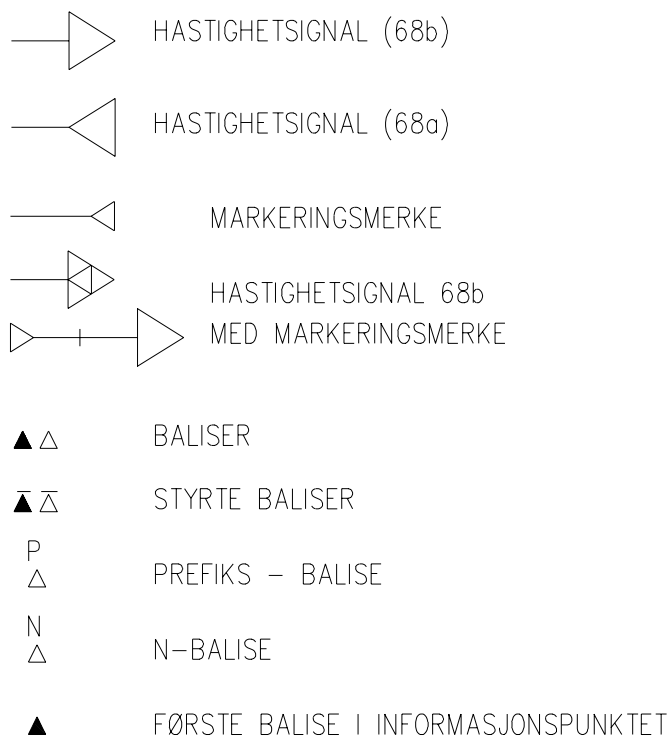 HASTIGHETSIGNAL (68b)
HASTIGHETSIGNAL (68a)
MARKERINGSMERKE
HASTIGHETSIGNAL 68b
MED MARKERINGSMERKE
BALISER
STYRTE BALISER
P
PREFIKS - BALISE
N
N-BALISE
FØRSTE BALISE I INFORMASJONSPUNKTET